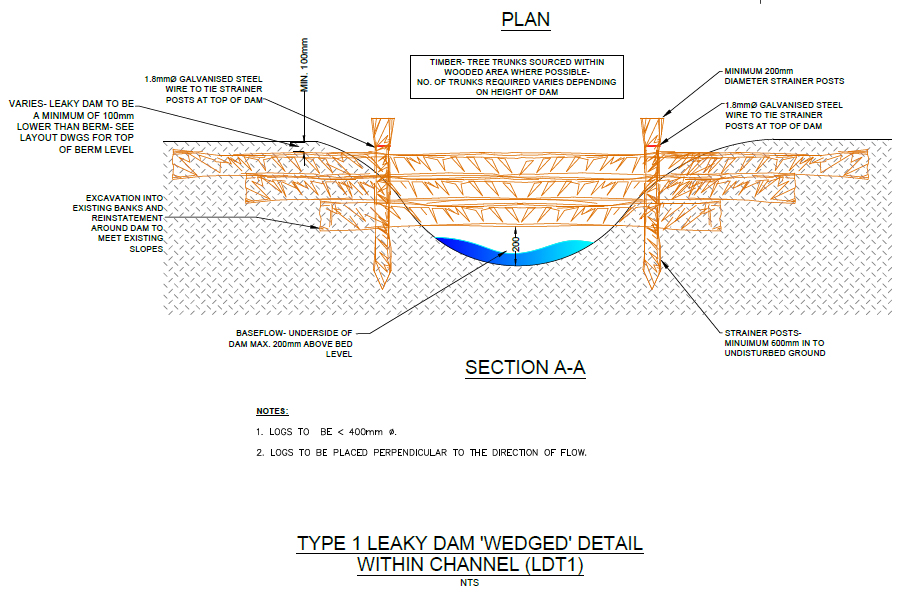 PLAN
TIMBER- TREE TRUNKS SOURCED WITHIN
WOODED AREA WHERE POSSIBLE-
NO. OF TRUNKS REQUIRED VARIES DEPENDING
ON HEIGHT OF DAM
MIN. 100mm
1.8mmØ GALVANISED STEEL
WIRE TO TIE STRAINER
POSTS AT TOP OF DAM
MINIMUM 200mm
DIAMETER STRAINER POSTS
VARIES- LEAKY DAM TO BE
A MINIMUM OF 100mm
LOWER THAN BERM- SEE
LAYOUT DWGS FOR TOP
OF BERM LEVEL
1.8mmØ GALVANISED STEEL
WIRE TO TIE STRAINER
POSTS AT TOP OF DAM
EXCAVATION INTO
EXISTING BANKS AND
REINSTATEMENT
AROUND DAM TO
MEET EXISTING
SLOPES
200
BASEFLOW- UNDERSIDE OF
DAM MAX. 200mm ABOVE BED
LEVEL
STRAINER POSTS-
MINUIMUM 600mm IN TO
UNDISTURBED GROUND
SECTION A-A
NOTES:
1. LOGS TO BE < 400mm ø.
2. LOGS TO BE PLACED PERPENDICULAR TO THE DIRECTION OF FLOW.
TYPE 1 LEAKY DAM 'WEDGED' DETAIL
WITHIN CHANNEL (LDT1)
NTS